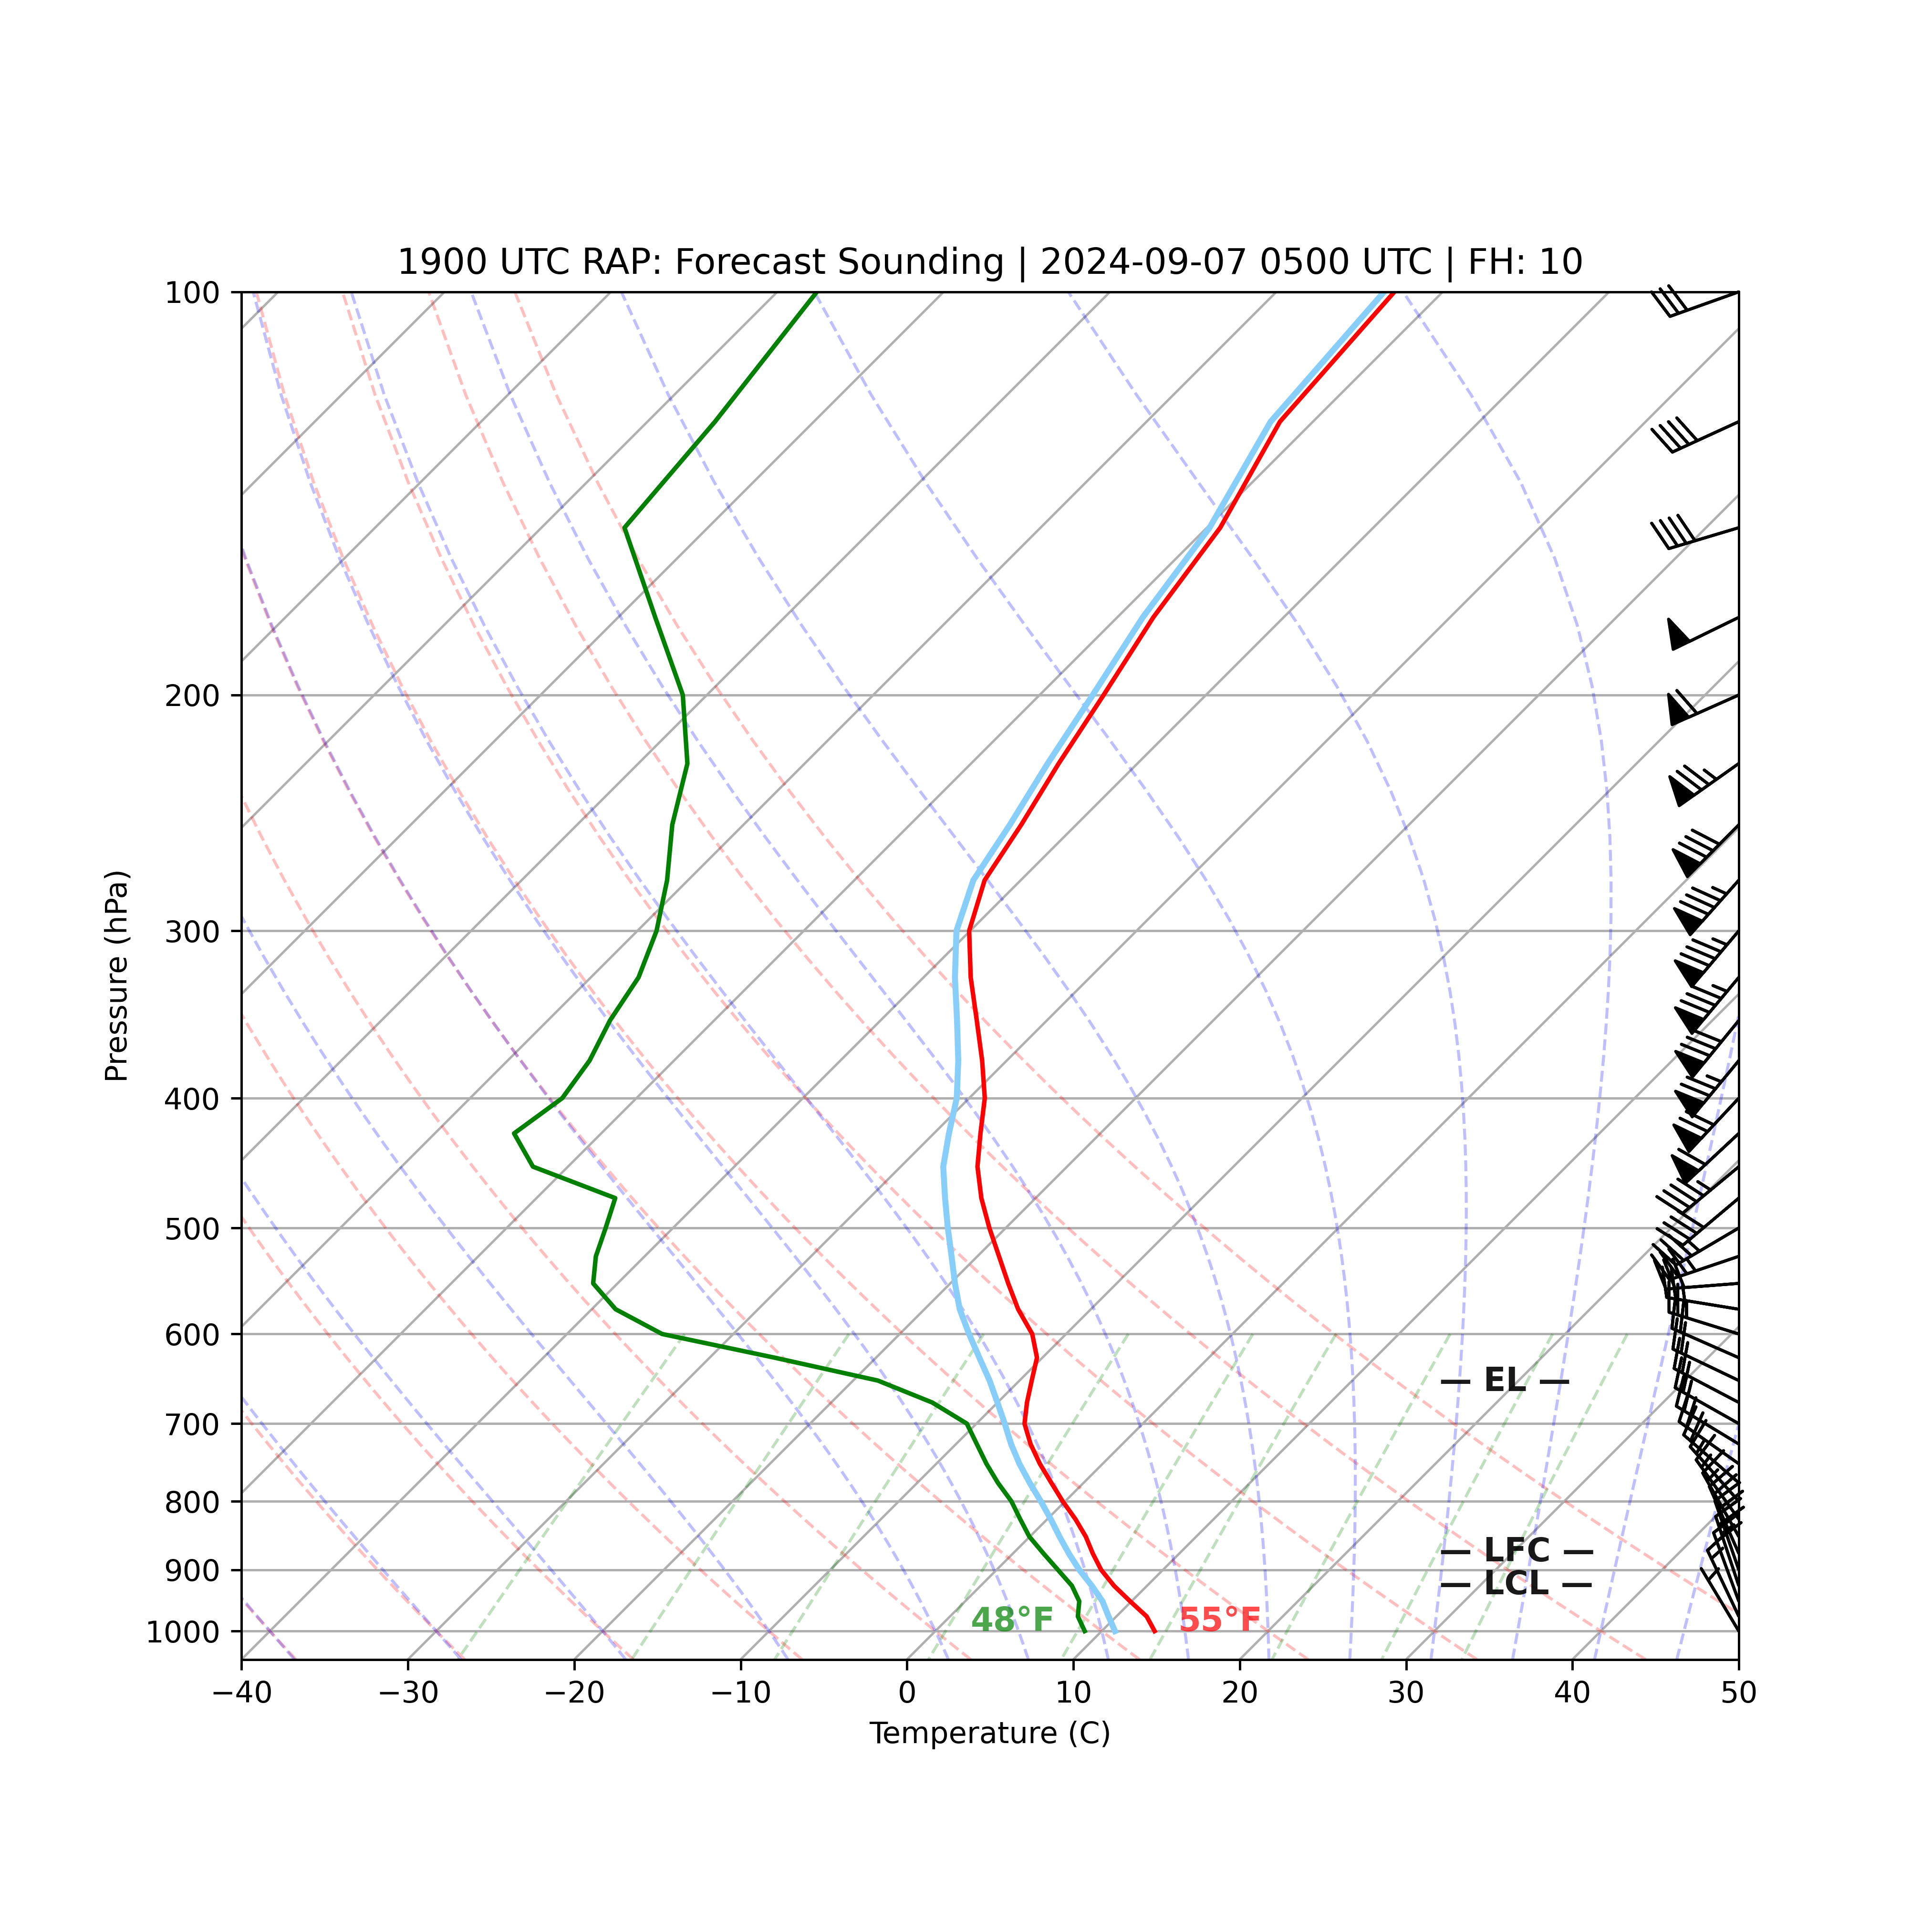 1900 UTC RAP: Forecast Sounding | 2024-09-07 0500 UTC | FH: 10
100
200
300
400
500
600
700
800
900
1000
Pressure (hPa)
— EL —
— LFC —
— LCL —
48°F
55°F
−40 −30 −20 −10 0 10 20 30 40 50
Temperature (C)